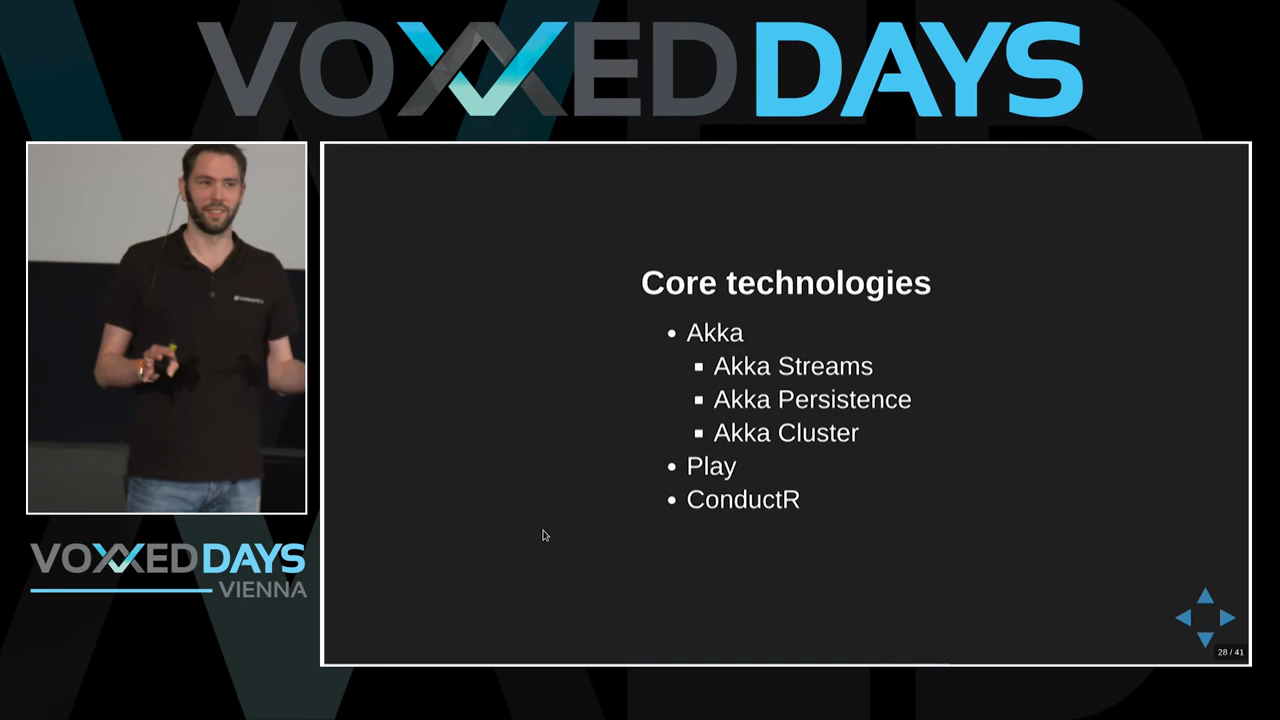 VOXXED DAYS
Core technologies
Akka
Akka Streams
Akka Persistence
Akka Cluster
Play
ConductR
VOXXED DAYS
VIENNA
28 / 41